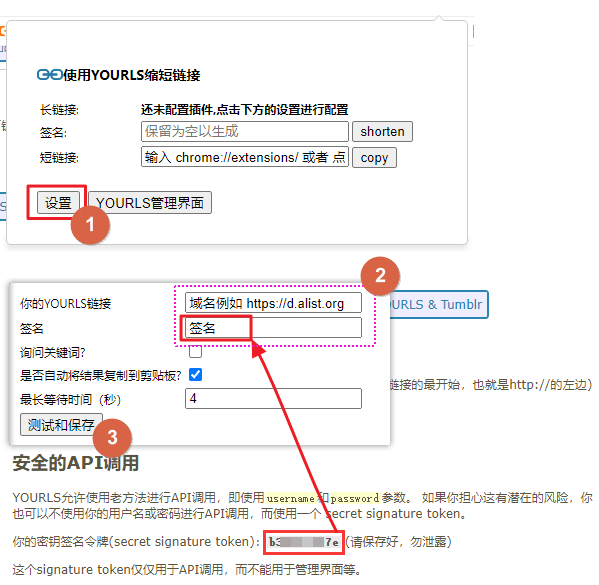 使用YOURLS缩短链接
长链接: 还未配置插件,点击下方的设置进行配置
签名: 保留为空以生成 shorten
短链接: 输入 chrome://extensions/ 或者 点 copy
设置 YOURLS管理界面
1
2
你的YOURLS链接 域名例如 https://d.alist.org
URLS & Tumblr
签名 签名
询问关键词?
是否自动将结果复制到剪贴板?
链接的最开始，也就是http://的左边)
最长等待时间（秒） 4
测试和保存
3
安全的API调用
YOURLS允许使用老方法进行API调用，即使用username和password参数。 如果你担心这有潜在的风险，你
也可以不使用你的用户名或密码进行API调用，而使用一个 secret signature token。
你的密钥签名令牌(secret signature token)： b3 7e (请保存好，勿泄露)
这个signature token仅仅用于API调用，而不能用于管理界面等。